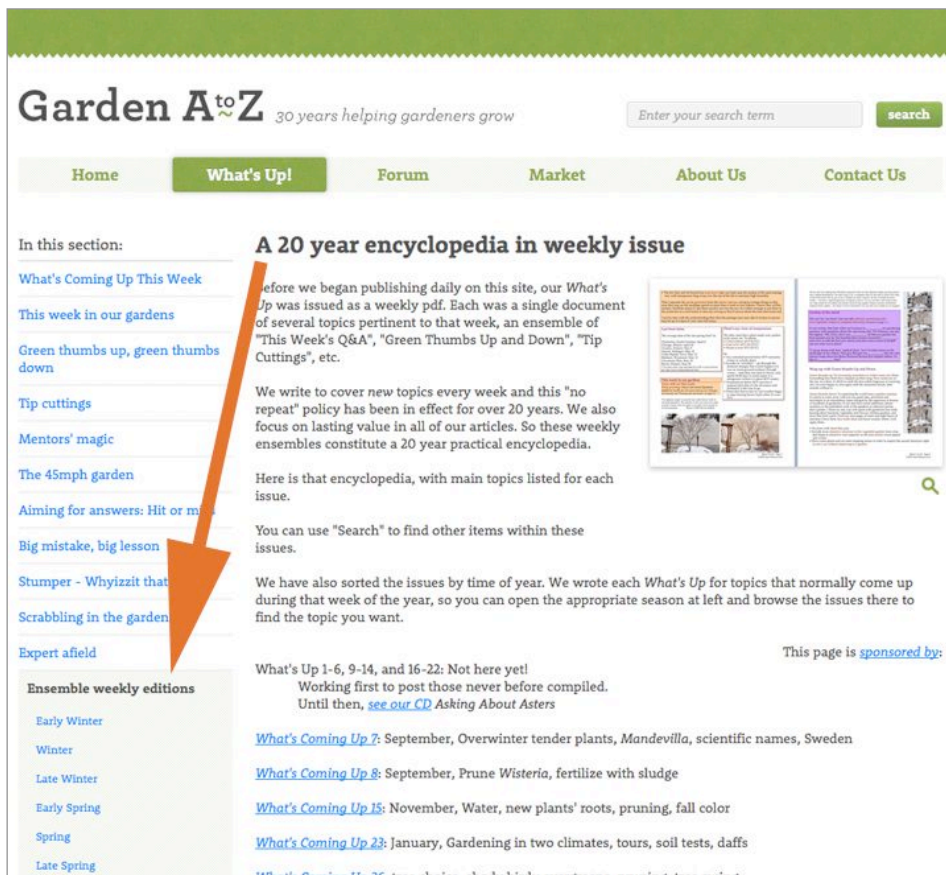 Garden A to Z 30 years helping gardeners grow
Enter your search term
search
Home
What's Up!
Forum
Market
About Us
Contact Us
In this section:
What's Coming Up This Week
This week in our gardens
Green thumbs up, green thumbs
down
Tip cuttings
Mentors' magic
The 45mph garden
Aiming for answers: Hit or
Big mistake, big lesson
Stumper - Whyizzit that
Scrabbling in the garden
Expert afield
Ensemble weekly editions
Early Winter
Winter
Late Winter
Early Spring
Spring
Late Spring
A 20 year encyclopedia in weekly issue
before we began publishing daily on this site, our What's
Up was issued as a weekly pdf. Each was a single document
of several topics pertinent to that week, an ensemble of
"This Week's Q&A", "Green Thumbs Up and Down", "Tip
Cuttings", etc.
We write to cover new topics every week and this "no
repeat" policy has been in effect for over 20 years. We also
focus on lasting value in all of our articles. So these weekly
ensembles constitute a 20 year practical encyclopedia.
Here is that encyclopedia, with main topics listed for each
issue.
You can use "Search" to find other items within these
issues.
We have also sorted the issues by time of year. We wrote each What's Up for topics that normally come up
during that week of the year, so you can open the appropriate season at left and browse the issues there to
find the topic you want.
This page is sponsored by:
What's Up 1-6, 9-14, and 16-22: Not here yet!
Working first to post those never before compiled.
Until then, see our CD Asking About Asters
What's Coming Up 7: September, Overwinter tender plants, Mandevilla, scientific names, Sweden
What's Coming Up 8: September, Prune Wisteria, fertilize with sludge
What's Coming Up 15: November, Water, new plants' roots, pruning, fall color
What's Coming Up 23: January, Gardening in two climates, tours, soil tests, daffs